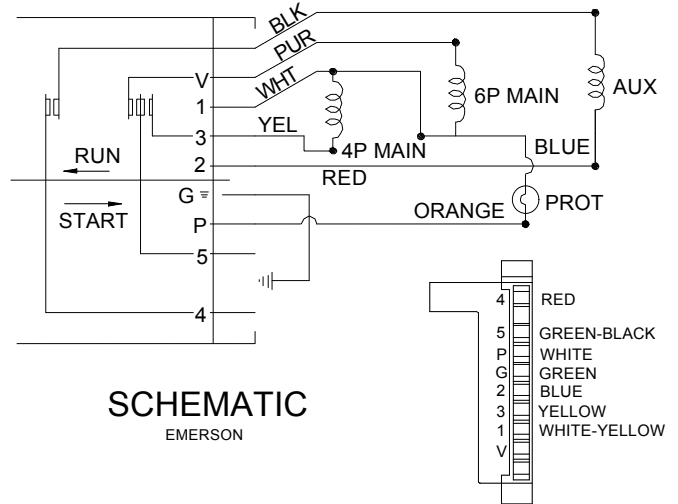 BLK
PUR
V
WHT
6P MAIN
AUX
1
YEL
3
4P MAIN
BLUE
RUN
2
RED
G
START
ORANGE
PROT
P
5
4
4 RED
5 GREEN-BLACK
P WHITE
G GREEN
2 BLUE
3 YELLOW
1 WHITE-YELLOW
V
SCHEMATIC
EMERSON